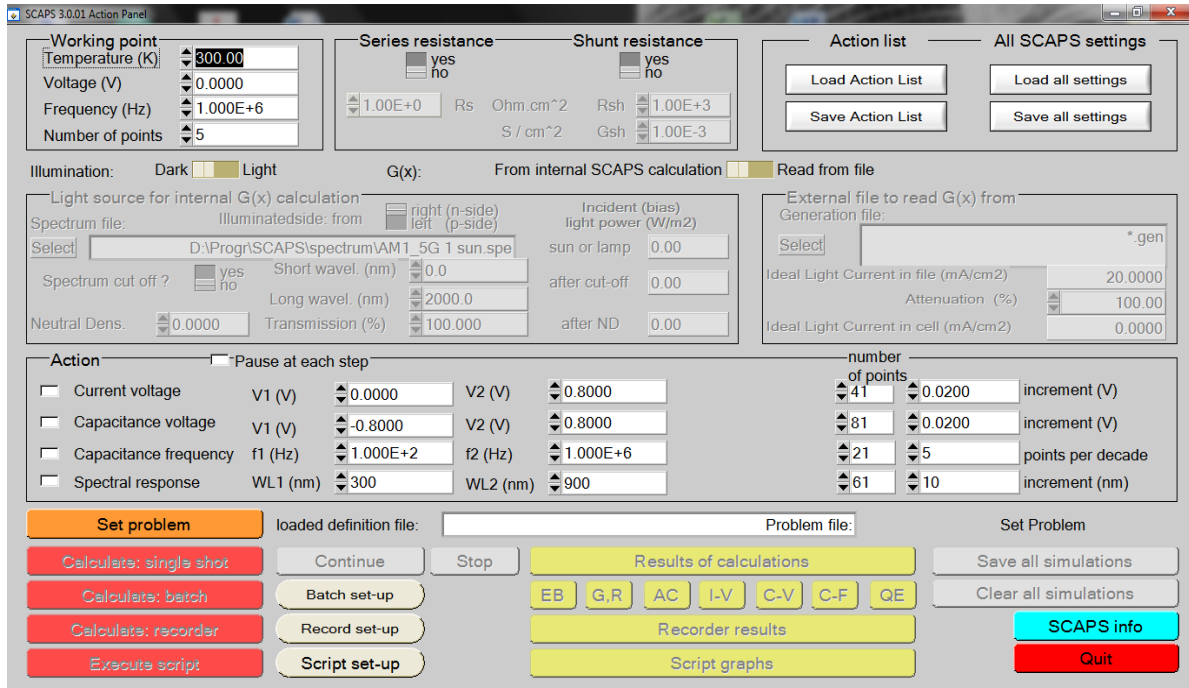 SCAPS 3.0.01 Action Panel
Working point
Temperature (K) 300.00
Voltage (V) 0.0000
Frequency (Hz) 1.000E+6
Number of points 5
Series resistance Shunt resistance
yes yes
no no
1.00E+0 Rs Ohm.cm^2 Rsh 1.00E+3
S / cm^2 Gsh 1.00E-3
Action list All SCAPS settings
Load Action List Load all settings
Save Action List Save all settings
Illumination: Dark Light G(x): From internal SCAPS calculation Read from file
Light source for internal G(x) calculation
Spectrum file: Illuminatedside: from right (n-side)
left (p-side)
Incident (bias)
light power (W/m2)
Select D:\Progr\SCAPS\spectrum\AM1_5G 1 sun.spe sun or lamp 0.00
Spectrum cut off ? yes
no
Short wavel. (nm) 0.0
Long wavel. (nm) 2000.0
after cut-off 0.00
Neutral Dens. 0.0000 Transmission (%) 100.000 after ND 0.00
External file to read G(x) from
Generation file:
Select *.gen
Ideal Light Current in file (mA/cm2) 20.0000
Attenuation (%) 100.00
Ideal Light Current in cell (mA/cm2) 0.0000
Action Pause at each step number
of points
Current voltage V1 (V) 0.0000 V2 (V) 0.8000 41 0.0200 increment (V)
Capacitance voltage V1 (V) -0.8000 V2 (V) 0.8000 81 0.0200 increment (V)
Capacitance frequency f1 (Hz) 1.000E+2 f2 (Hz) 1.000E+6 21 5 points per decade
Spectral response WL1 (nm) 300 WL2 (nm) 900 61 10 increment (nm)
Set problem loaded definition file: Problem file: Set Problem
Calculate: single shot Continue Stop Results of calculations Save all simulations
Calculate: batch Batch set-up EB G,R AC I-V C-V C-F QE Clear all simulations
Calculate: recorder Record set-up Recorder results SCAPS info
Execute script Script set-up Script graphs Quit